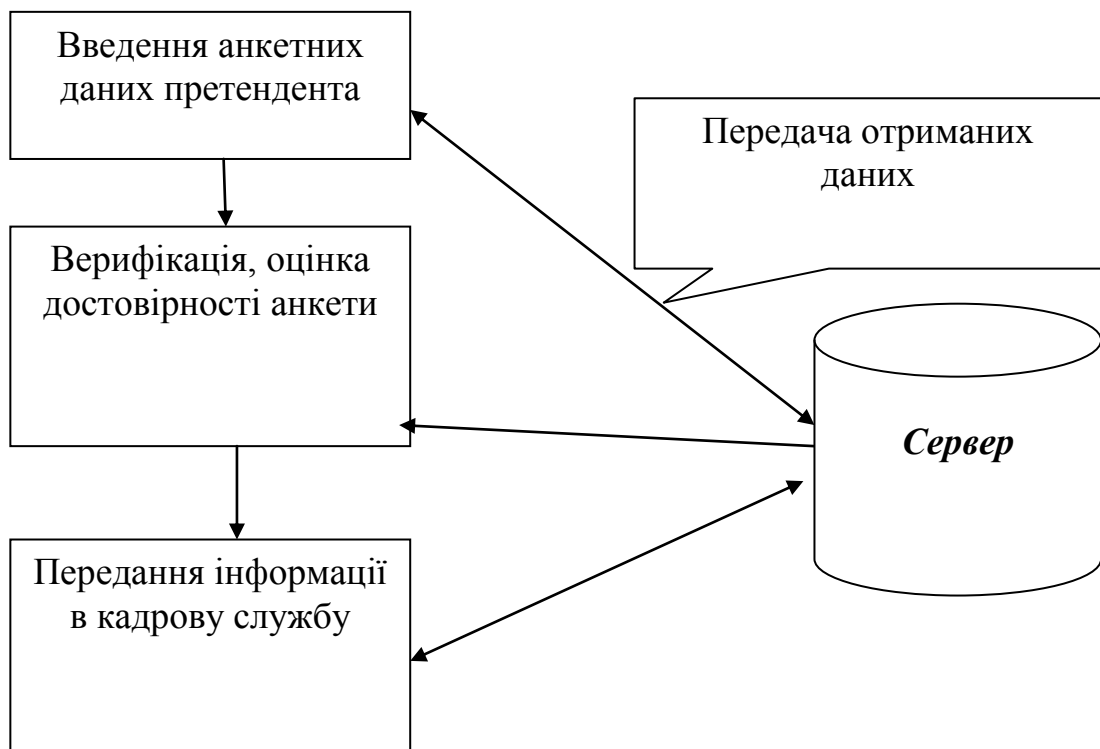 Введення анкетних
даних претендента
Передача отриманих
даних
Верифікація, оцінка
достовірності анкети
Сервер
Передання інформації
в кадрову службу